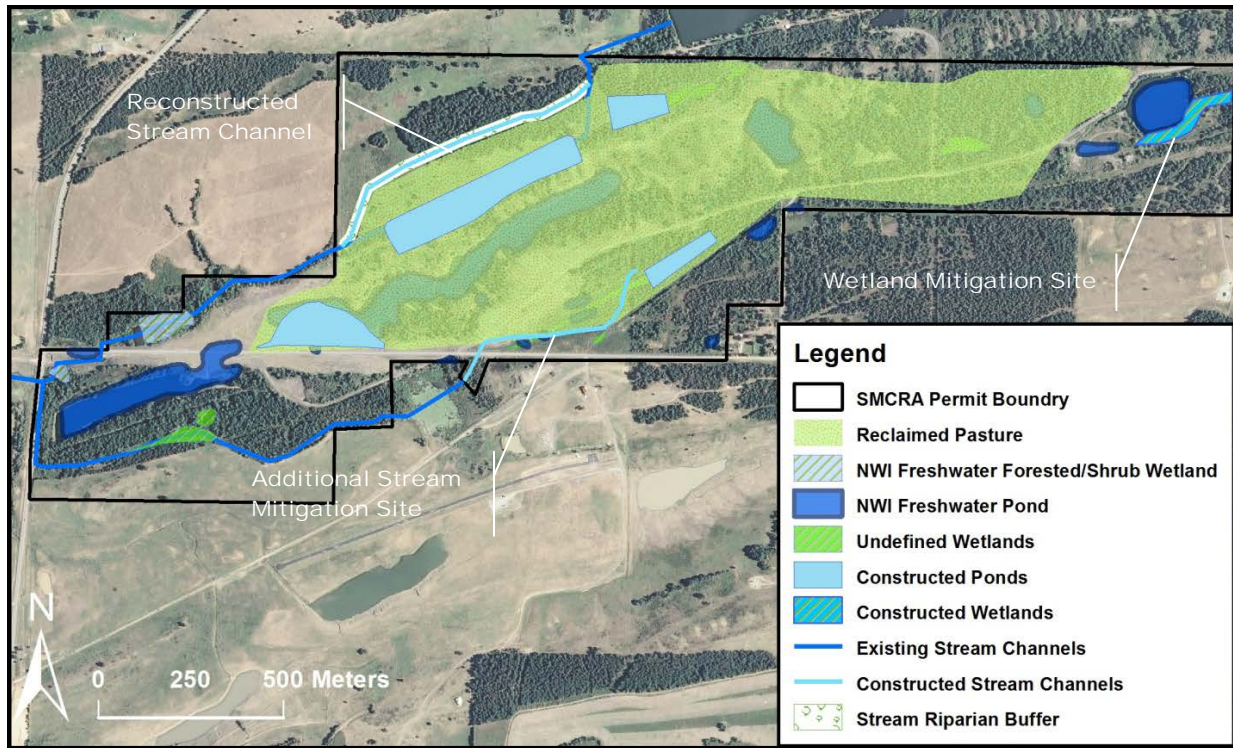 Reconstructed
Stream Channel
Wetland Mitigation Site
Additional Stream
Mitigation Site
N
0 250 500 Meters
Legend
SMCRA Permit Boundry
Reclaimed Pasture
NWI Freshwater Forested/Shrub Wetland
NWI Freshwater Pond
Undefined Wetlands
Constructed Ponds
Constructed Wetlands
Existing Stream Channels
Constructed Stream Channels
Stream Riparian Buffer